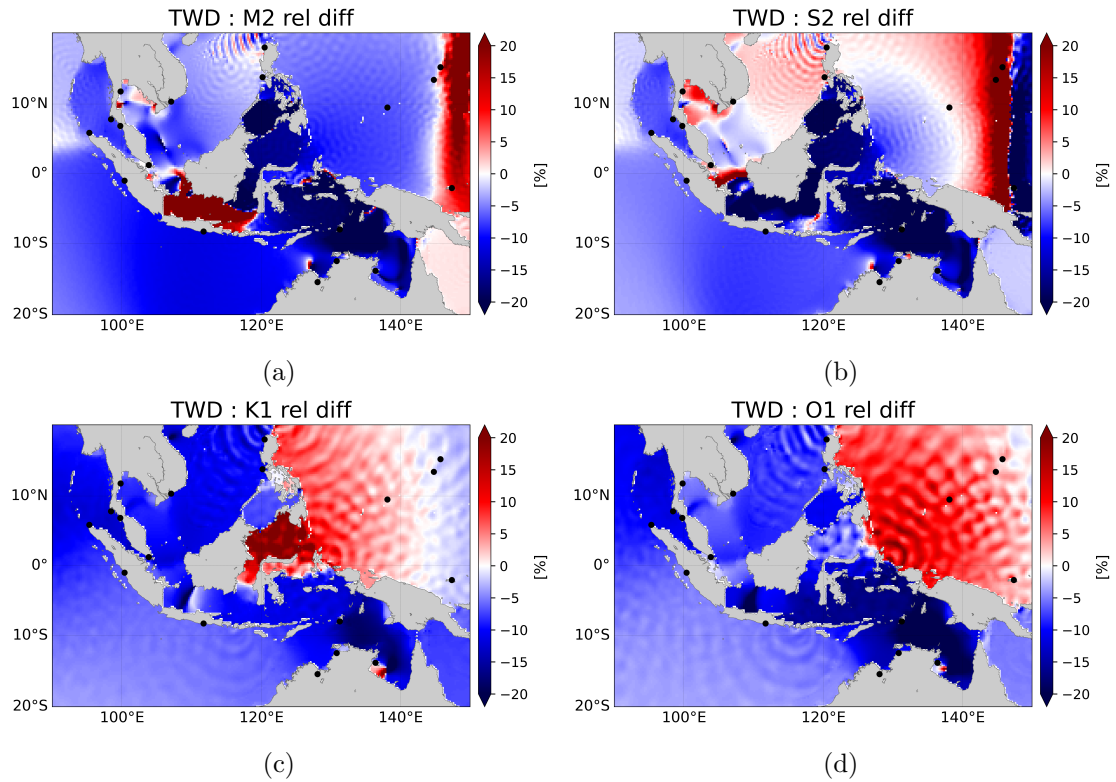 TWD : M2 rel diff
TWD : S2 rel diff
10°N
0°
10°S
20°S
100°E
120°E
140°E
20
15
10
5
0
−5
−10
−15
−20
[%]
10°N
0°
10°S
20°S
100°E
120°E
140°E
20
15
10
5
0
−5
−10
−15
−20
[%]
(a)
(b)
TWD : K1 rel diff
TWD : O1 rel diff
10°N
0°
10°S
20°S
100°E
120°E
140°E
20
15
10
5
0
−5
−10
−15
−20
[%]
10°N
0°
10°S
20°S
100°E
120°E
140°E
20
15
10
5
0
−5
−10
−15
−20
[%]
(c)
(d)